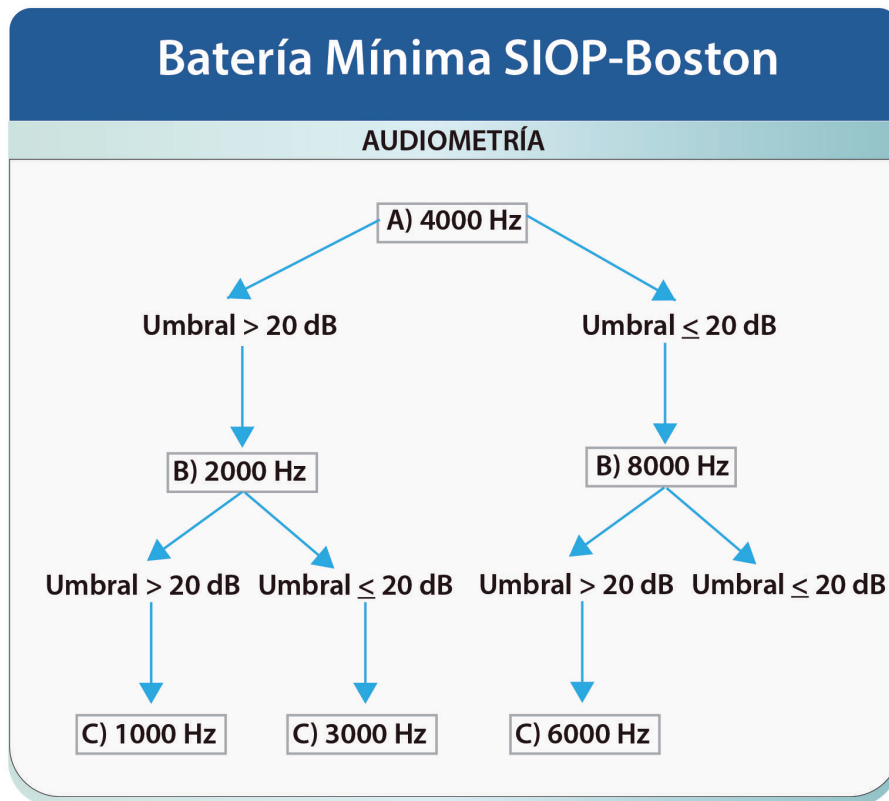 Batería Mínima SIOP-Boston
AUDIOMETRÍA
A) 4000 Hz
Umbral > 20 dB
Umbral ≤ 20 dB
B) 2000 Hz
B) 8000 Hz
Umbral > 20 dB
Umbral ≤ 20 dB
Umbral > 20 dB
Umbral ≤ 20 dB
C) 1000 Hz
C) 3000 Hz
C) 6000 Hz